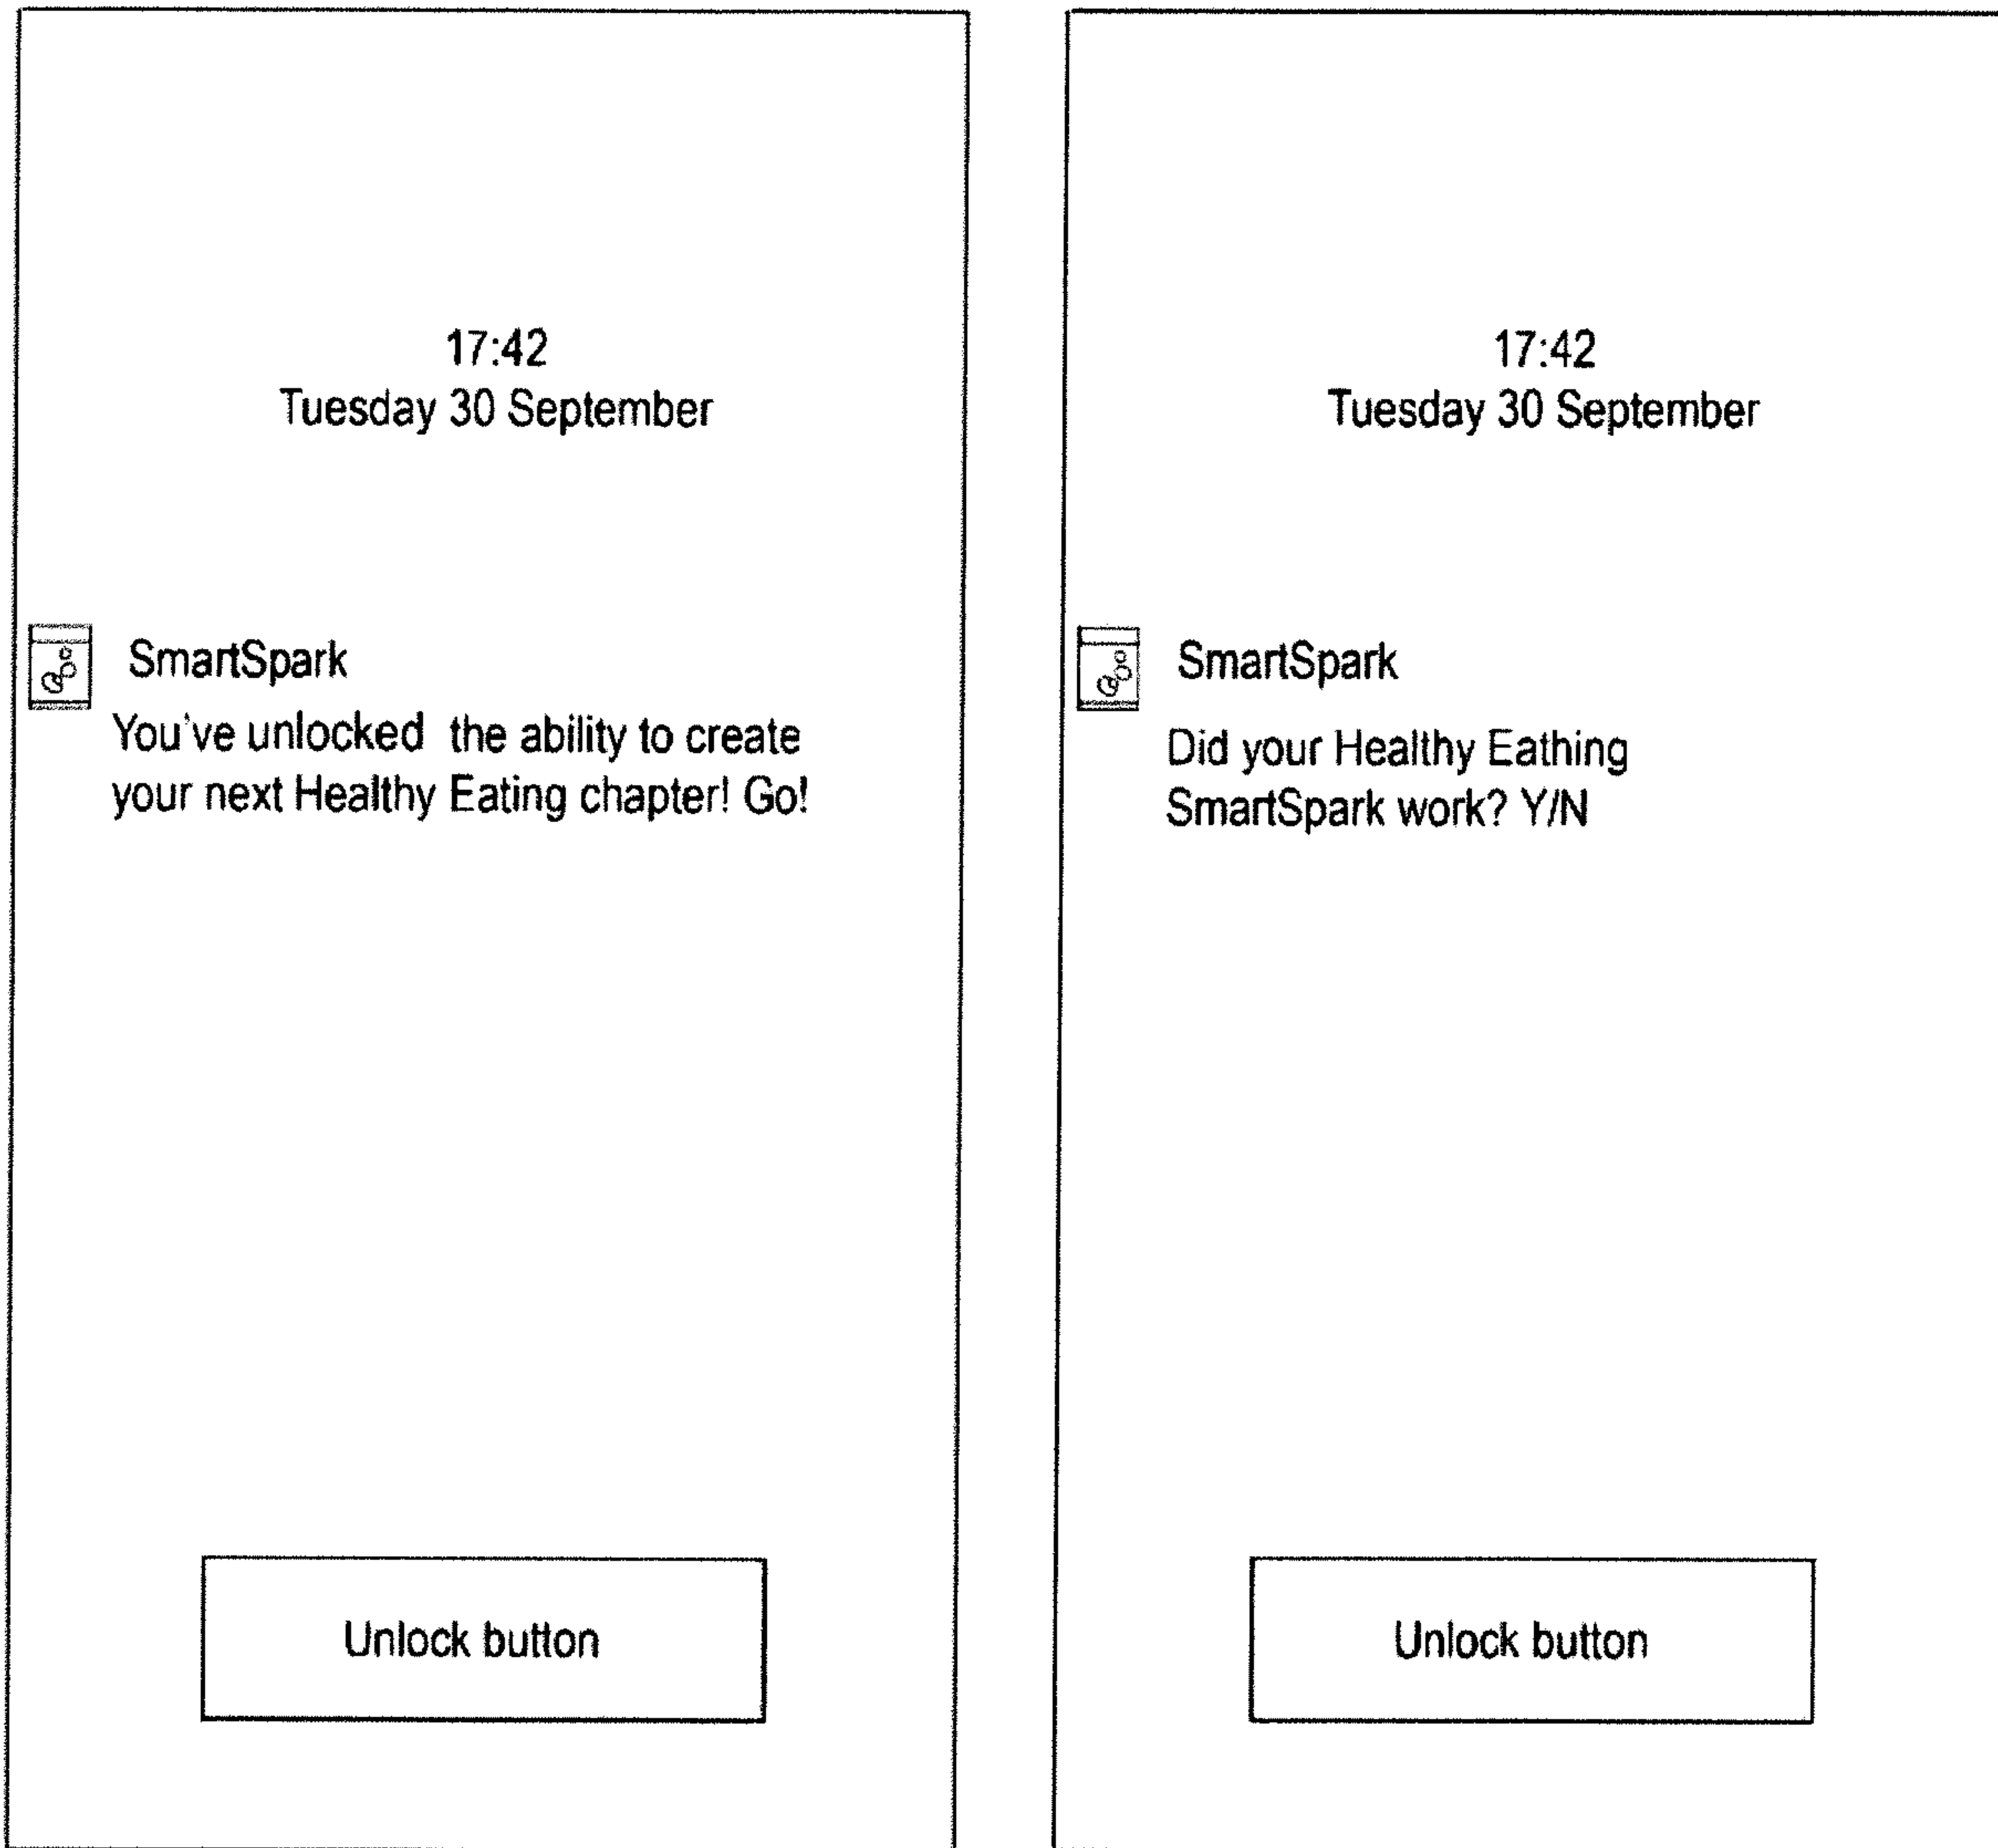 17:42
Tuesday 30 September
SmartSpark
You've unlocked the ability to create
your next Healthy Eating chapter! Go!
Unlock button
17:42
Tuesday 30 September
SmartSpark
Did your Healthy Eathing
SmartSpark work? Y/N
Unlock button